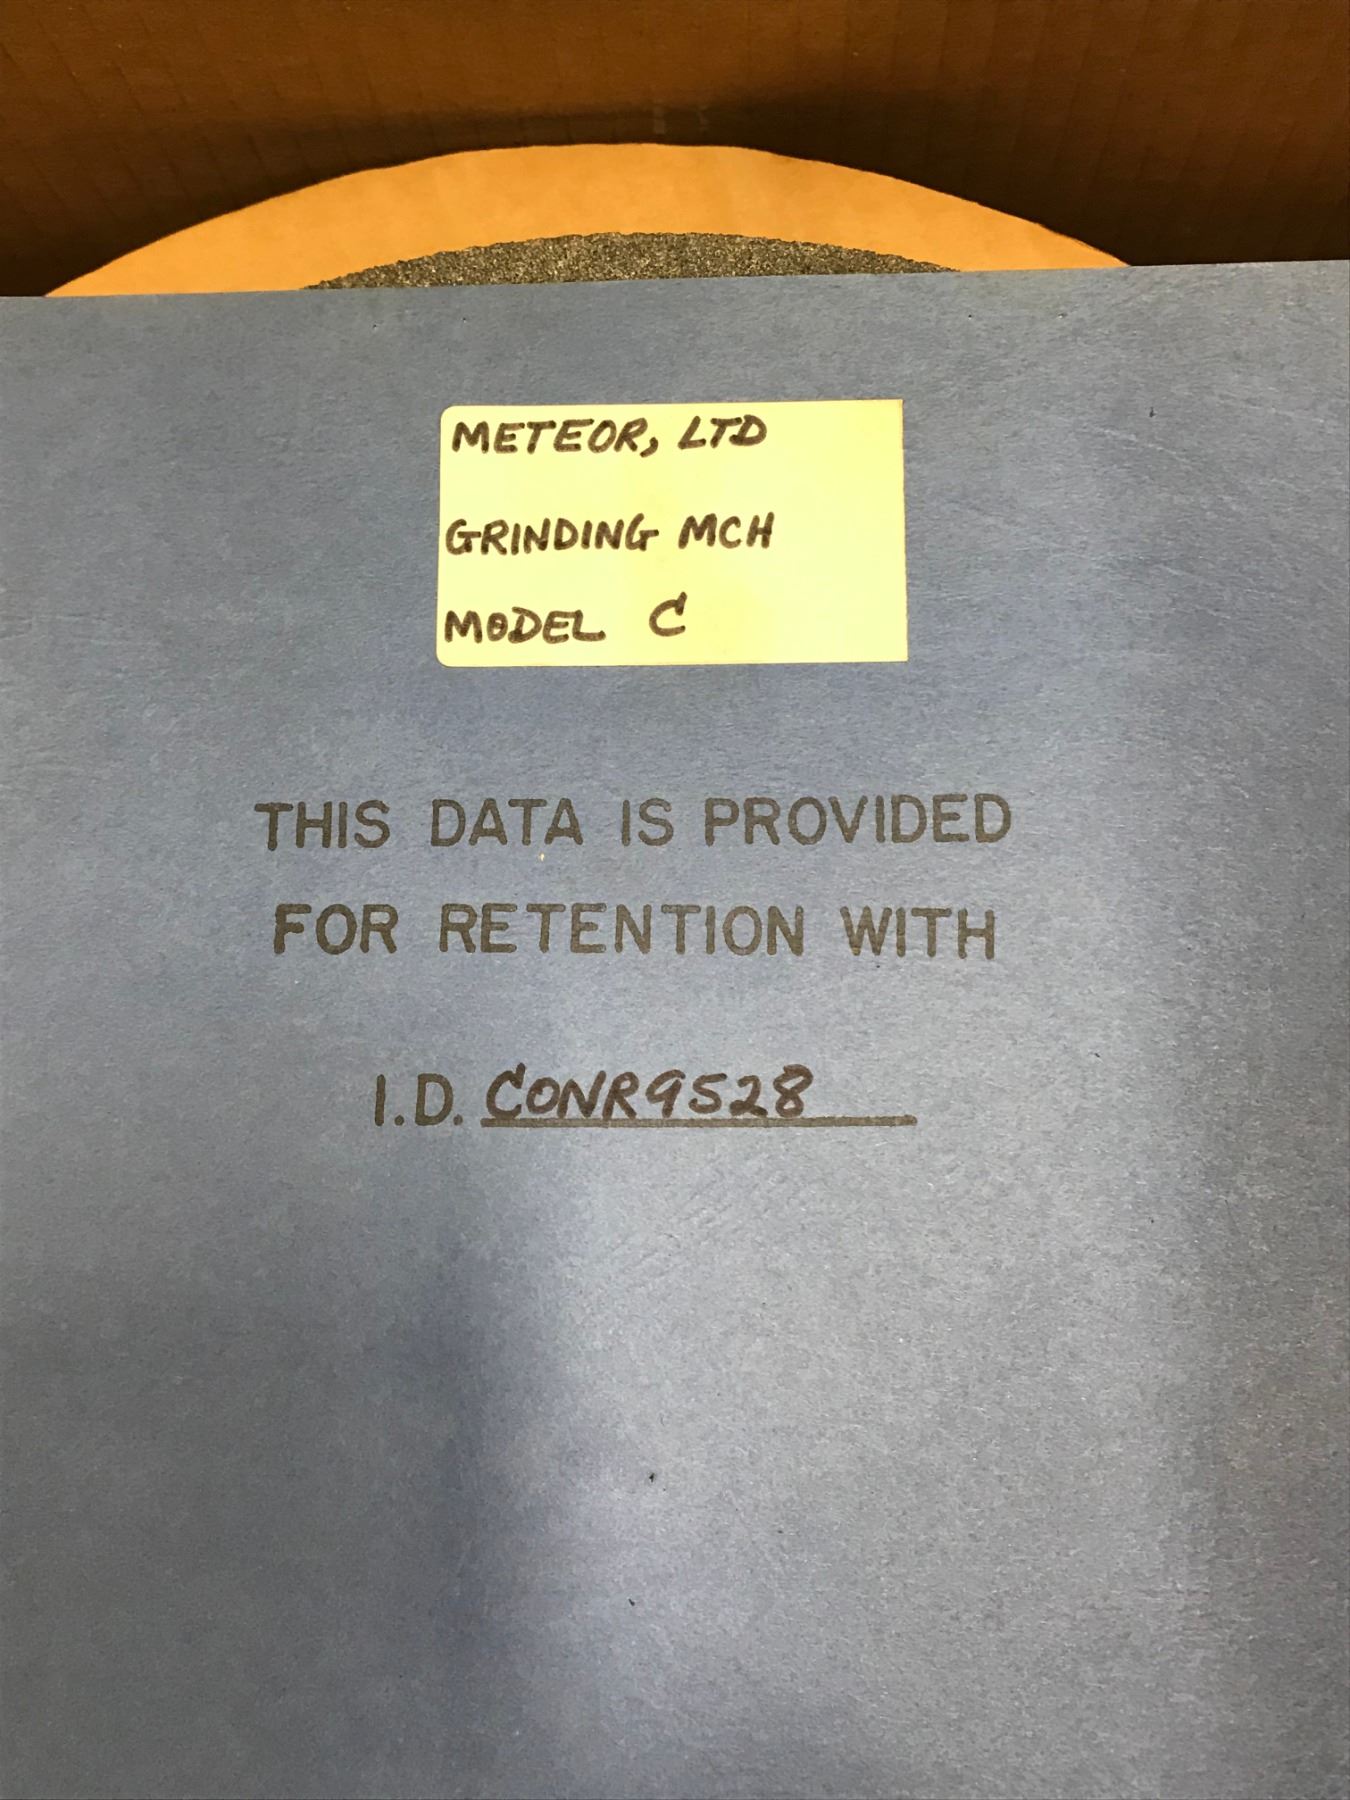 METEOR, LTD
GRINDING MCH
MODEL C
THIS DATA IS PROVIDED
FOR RETENTION WITH
I.D. CONR9528